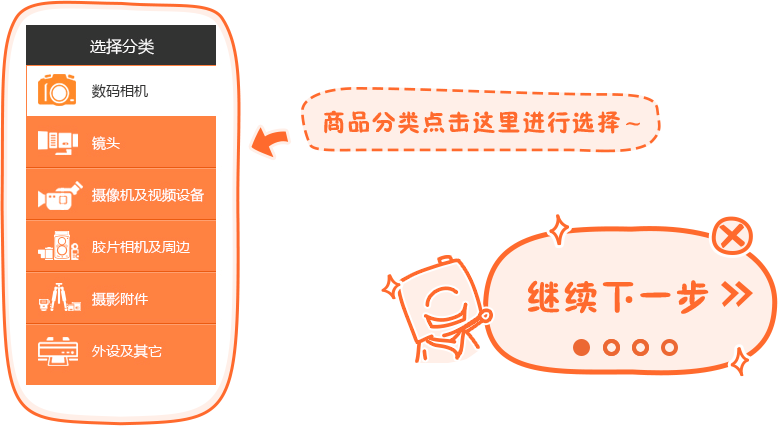 选择分类
数码相机
镜头
摄像机及视频设备
胶片相机及周边
摄影附件
外设及其它
商品分类点击这里进行选择~
继续下一步